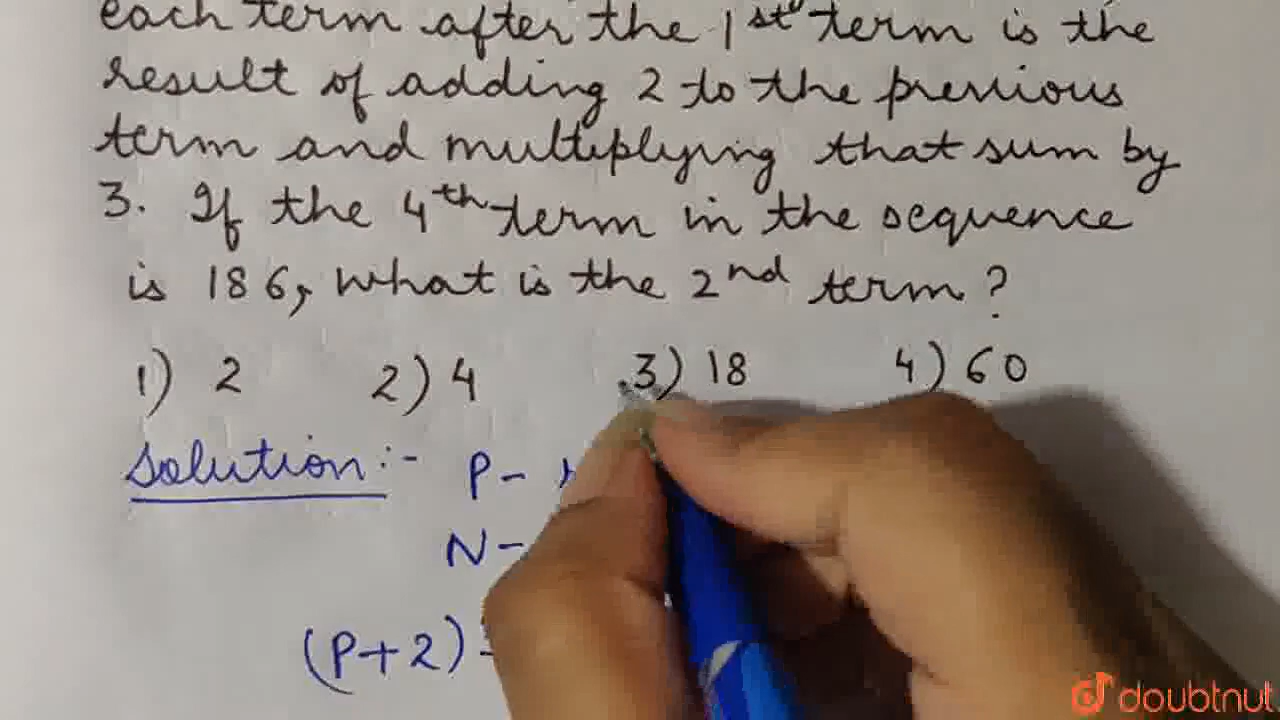 each term after the 1st term is the
result of adding 2 to the previous
term and multiplying that sum by
3. If the 4th term in the sequence
is 186, what is the 2nd term?
1) 2 2) 4 3) 18 4) 60
Solution:- P-
N-
(P+2)
doubtnut